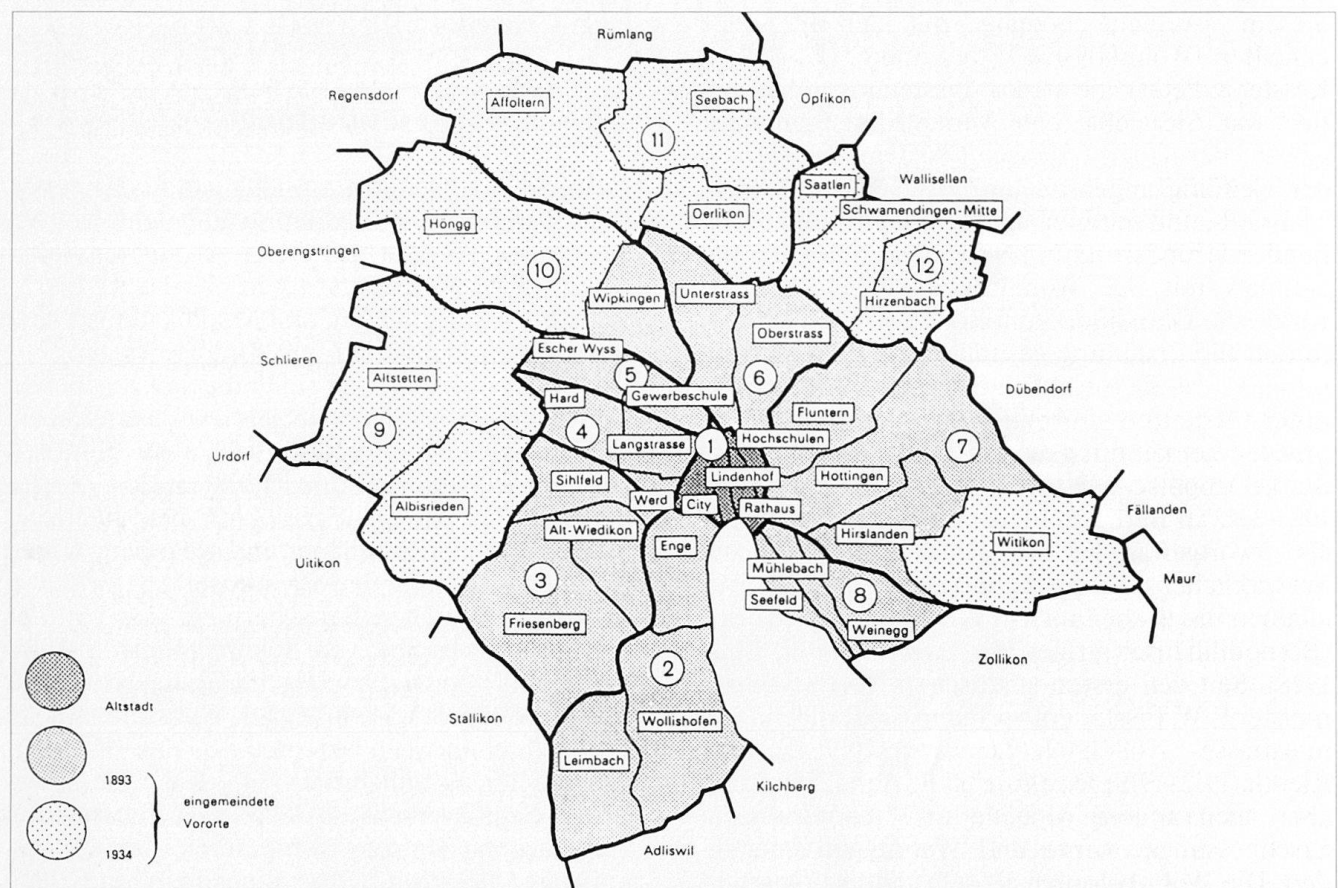 Rümlang
Regensdorf
Affoltern
Seebach
Opfikon
11
Saatlen
Wallisellen
Schwamendingen-Mitte
Höngg
Oerlikon
Oberengstringen
10
12
Wipkingen
Unterstrass
Hirzenbach
Oberstrass
Schlieren
Escher Wyss
Altstetten
5
6
Dübendorf
Hard
Gewerbeschule
Fluntern
9
4
Langstrasse
1
Hochschulen
7
Urdorf
Sihlfeld
Lindenhof
Hottingen
Albisrieden
Werd
City
Rathaus
Fällanden
Alt-Wiedikon
Enge
Hirslanden
Witikon
Uitikon
3
Mühlebach
Maur
Seefeld
8
Friesenberg
Weinegg
2
Zollikon
Altstadt
Stallikon
Wollishofen
Leimbach
1893
Kilchberg
eingemeindete
Vororte
1934
Adliswil